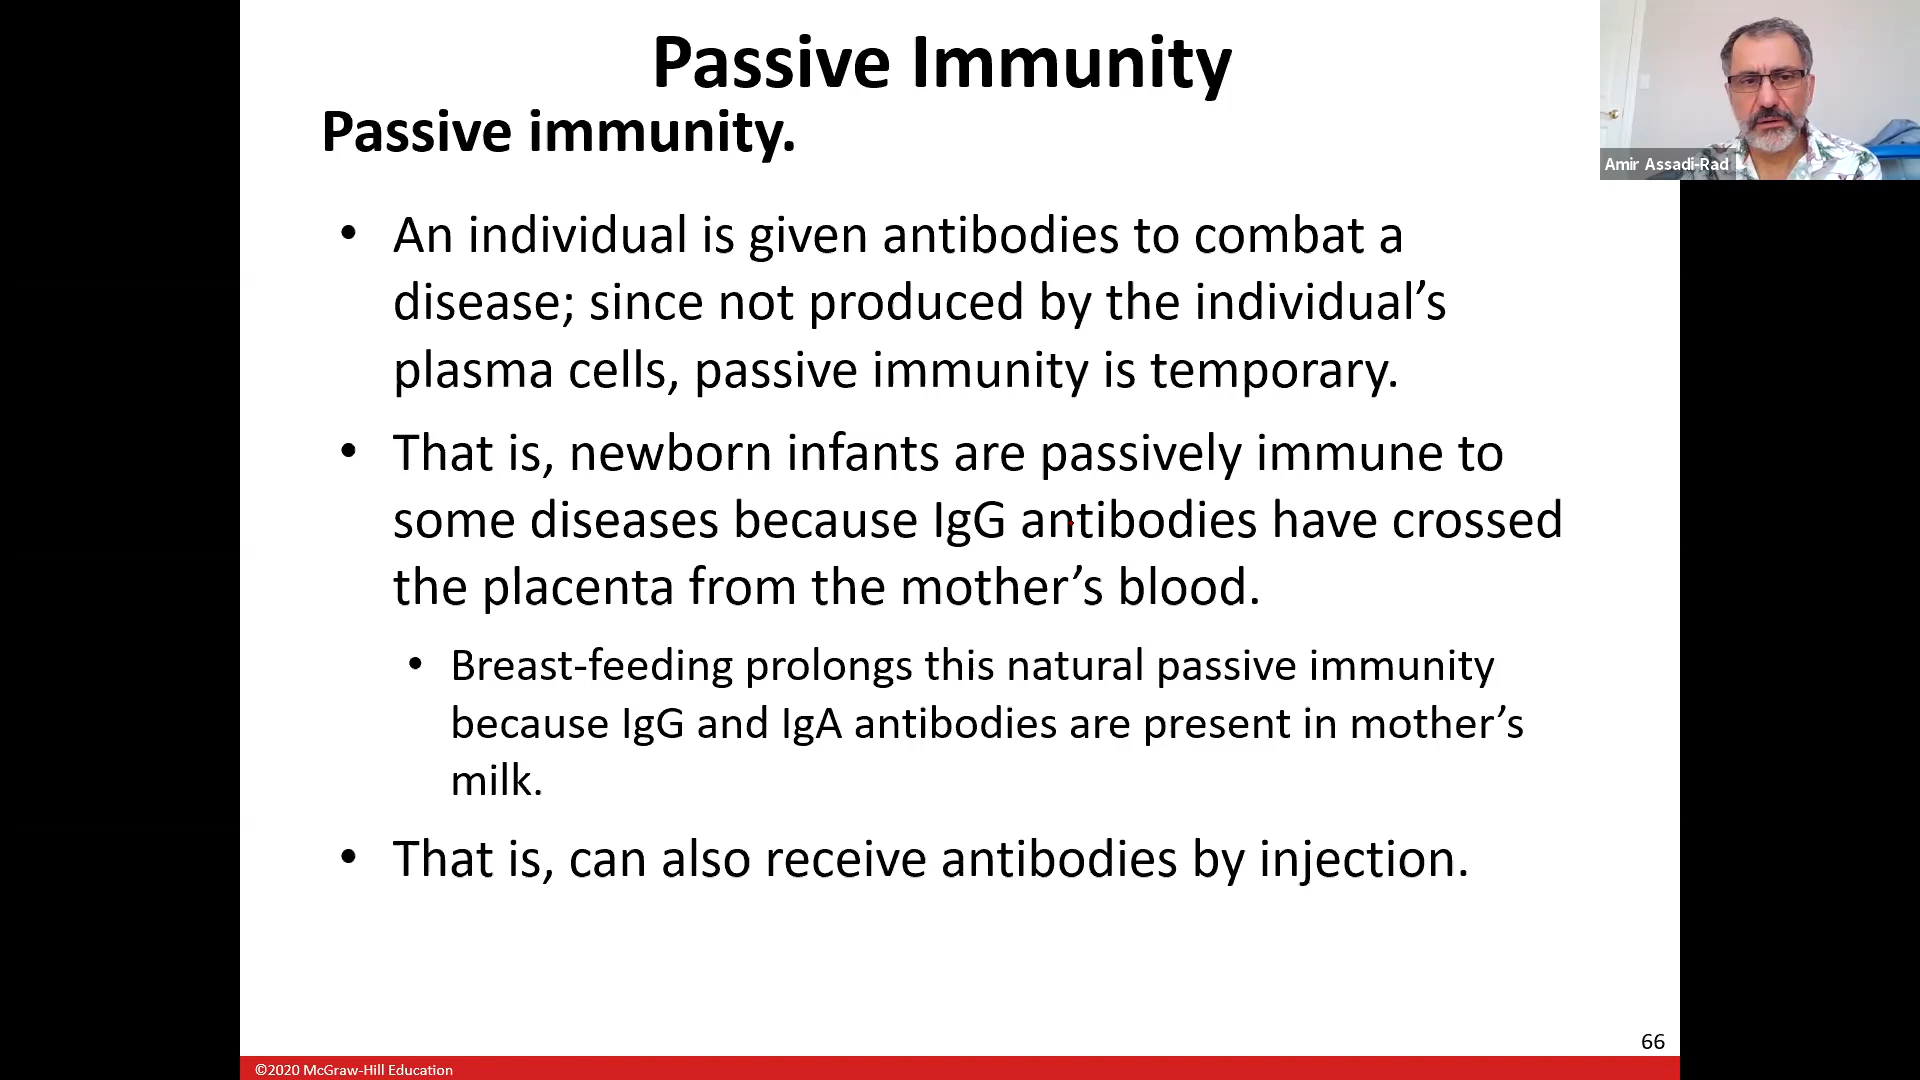 Passive Immunity
Amir Assadi-Rad
Passive immunity.
• An individual is given antibodies to combat a
disease; since not produced by the individual’s
plasma cells, passive immunity is temporary.
• That is, newborn infants are passively immune to
some diseases because IgG antibodies have crossed
the placenta from the mother’s blood.
• Breast-feeding prolongs this natural passive immunity
because IgG and IgA antibodies are present in mother’s
milk.
• That is, can also receive antibodies by injection.
66
©2020 McGraw-Hill Education